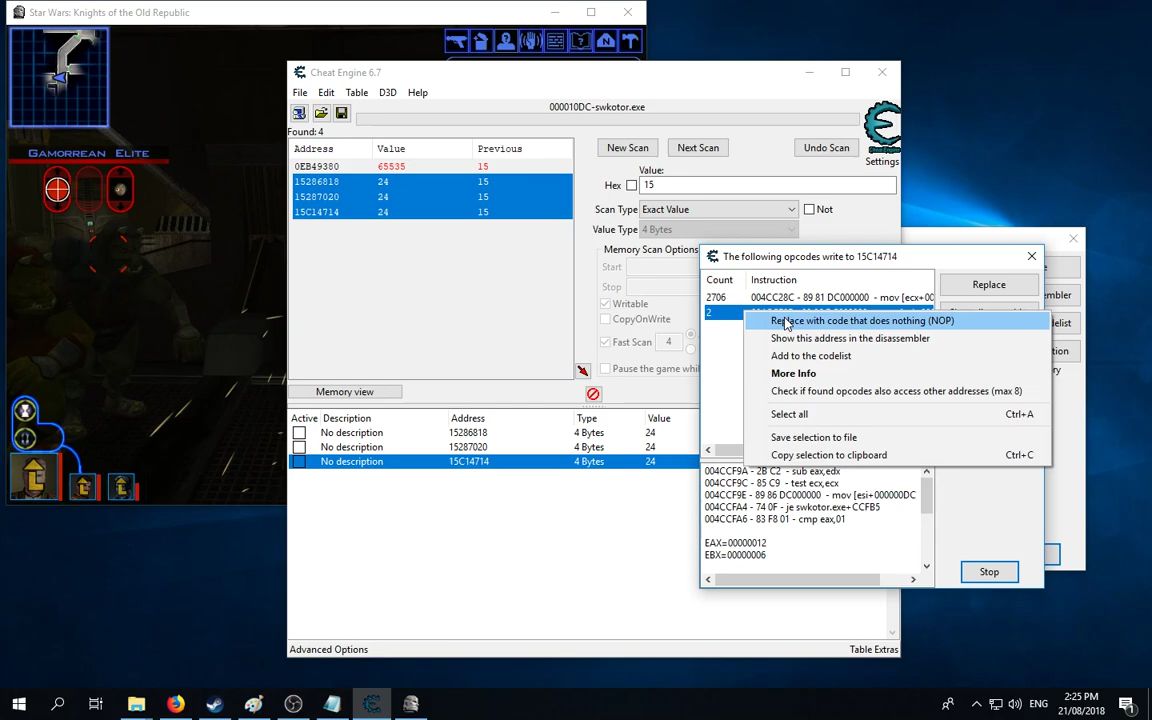 Star Wars: Knights of the Old Republic
GAMORREAN ELITE
Cheat Engine 6.7
File Edit Table D3D Help
000010DC-swkotor.exe
Found: 4
Address Value Previous
0EB49380 65535 15
15286818 24 15
15287020 24 15
15C14714 24 15
New Scan Next Scan Undo Scan
Settings
Value:
Hex 15
Scan Type Exact Value Not
Value Type 4 Bytes
Memory Scan Options
Start
Stop
Writable
CopyOnWrite
Fast Scan 4
Pause the game whil
Memory view
Active Description Address Type Value
No description 15286818 4 Bytes 24
No description 15287020 4 Bytes 24
No description 15C14714 4 Bytes 24
Advanced Options Table Extras
The following opcodes write to 15C14714
Count Instruction
2706 004CC28C - 89 81 DC000000 - mov [ecx+00
2
Replace
Replace with code that does nothing (NOP)
Show this address in the disassembler
Add to the codelist
More Info
Check if found opcodes also access other addresses (max 8)
Select all Ctrl+A
Save selection to file
Copy selection to clipboard Ctrl+C
004CCF9A - 2B C2 - sub eax,edx
004CCF9C - 85 C9 - test ecx,ecx
004CCF9E - 89 86 DC000000 - mov [esi+000000DC
004CCFA4 - 74 0F - je swkotor.exe+CCFB5
004CCFA6 - 83 F8 01 - cmp eax,01
EAX=00000012
EBX=00000006
Stop
mbler
list
tion
ry
ENG
2:25 PM
21/08/2018
1